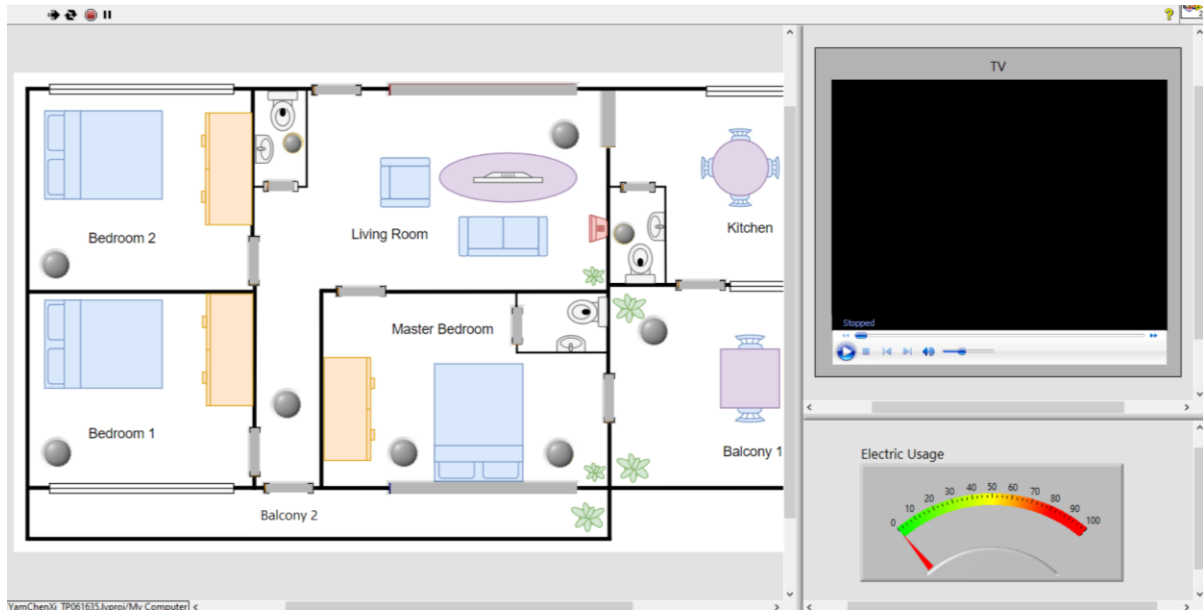 TV
Bedroom 2
Living Room
Kitchen
Master Bedroom
Stopped
Bedroom 1
Balcony 1
Balcony 2
Electric Usage
0 10 20 30 40 50 60 70 80 90 100
YamChenXi_TP061635.lvproj/My Computer